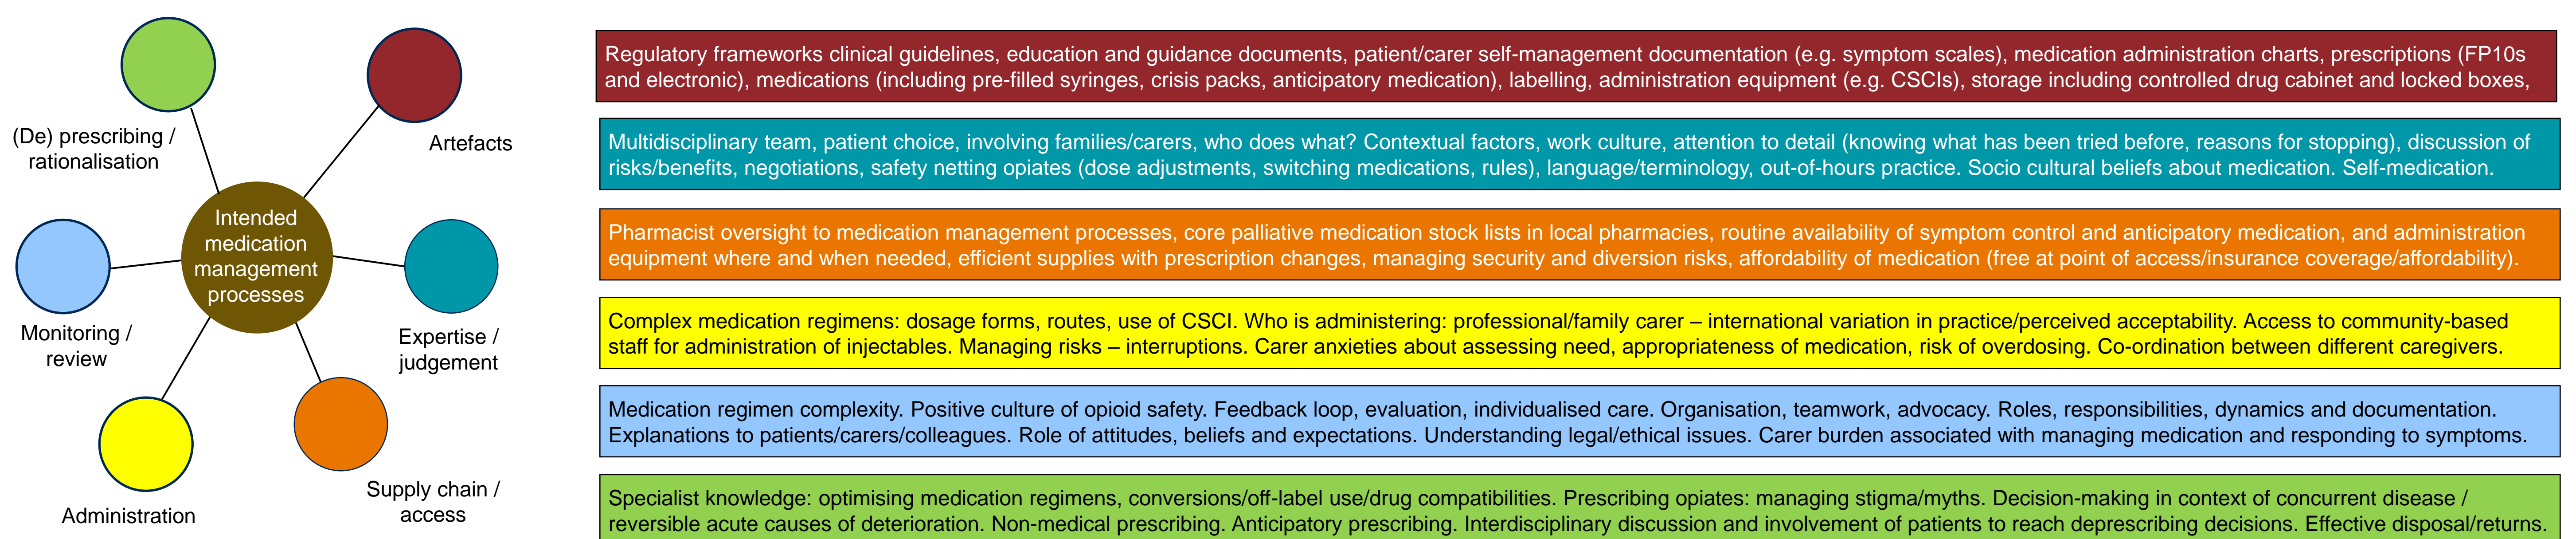 (De) prescribing /
rationalisation
Artefacts
Intended
medication
management
processes
Monitoring /
review
Expertise /
judgement
Administration
Supply chain /
access
Regulatory frameworks clinical guidelines, education and guidance documents, patient/carer self-management documentation (e.g. symptom scales), medication administration charts, prescriptions (FP10s
and electronic), medications (including pre-filled syringes, crisis packs, anticipatory medication), labelling, administration equipment (e.g. CSCIs), storage including controlled drug cabinet and locked boxes,
Multidisciplinary team, patient choice, involving families/carers, who does what? Contextual factors, work culture, attention to detail (knowing what has been tried before, reasons for stopping), discussion of
risks/benefits, negotiations, safety netting opiates (dose adjustments, switching medications, rules), language/terminology, out-of-hours practice. Socio cultural beliefs about medication. Self-medication.
Pharmacist oversight to medication management processes, core palliative medication stock lists in local pharmacies, routine availability of symptom control and anticipatory medication, and administration
equipment where and when needed, efficient supplies with prescription changes, managing security and diversion risks, affordability of medication (free at point of access/insurance coverage/affordability).
Complex medication regimens: dosage forms, routes, use of CSCI. Who is administering: professional/family carer – international variation in practice/perceived acceptability. Access to community-based
staff for administration of injectables. Managing risks – interruptions. Carer anxieties about assessing need, appropriateness of medication, risk of overdosing. Co-ordination between different caregivers.
Medication regimen complexity. Positive culture of opioid safety. Feedback loop, evaluation, individualised care. Organisation, teamwork, advocacy. Roles, responsibilities, dynamics and documentation.
Explanations to patients/carers/colleagues. Role of attitudes, beliefs and expectations. Understanding legal/ethical issues. Carer burden associated with managing medication and responding to symptoms.
Specialist knowledge: optimising medication regimens, conversions/off-label use/drug compatibilities. Prescribing opiates: managing stigma/myths. Decision-making in context of concurrent disease /
reversible acute causes of deterioration. Non-medical prescribing. Anticipatory prescribing. Interdisciplinary discussion and involvement of patients to reach deprescribing decisions. Effective disposal/returns.